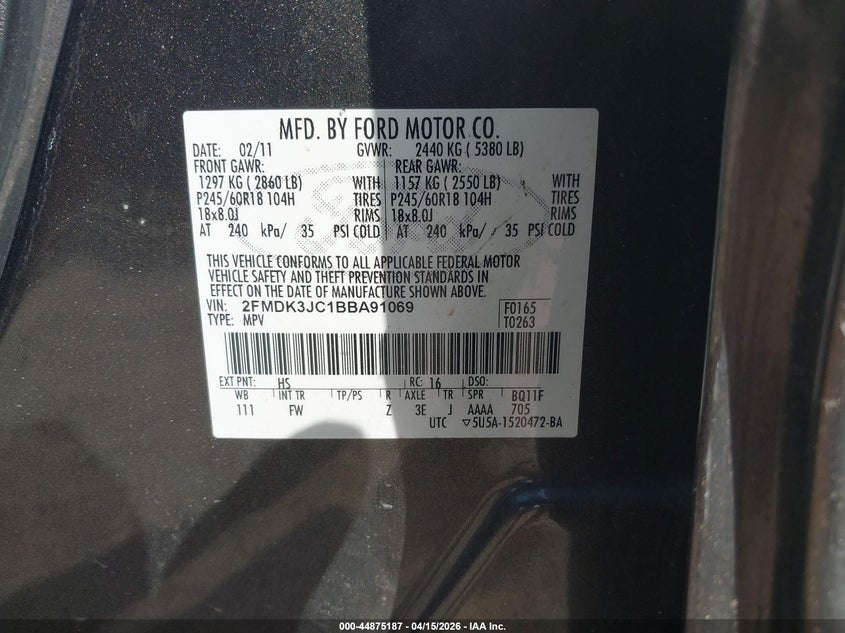 MFD. BY FORD MOTOR CO.
DATE: 02/11 GVWR: 2440 KG ( 5380 LB)
FRONT GAWR: REAR GAWR:
1297 KG ( 2860 LB) WITH 1157 KG ( 2550 LB) WITH
P245/60R18 104H TIRES P245/60R18 104H TIRES
18x8.0J RIMS 18x8.0J RIMS
AT 240 kPa/ 35 PSI COLD AT 240 kPa/ 35 PSI COLD
THIS VEHICLE CONFORMS TO ALL APPLICABLE FEDERAL MOTOR
VEHICLE SAFETY AND THEFT PREVENTION STANDARDS IN
EFFECT ON THE DATE OF MANUFACTURE SHOWN ABOVE.
VIN: 2FMDK3JC1BBA91069 F0165
TYPE: MPV T0263
EXT PNT: HS RC: 16 DSO:
WB INT TR TP/PS R AXLE TR SPR BQ11F
111 FW Z 3E J AAAA 705
UTC ▽5U5A-1520472-BA
000-44875187 - 04/15/2026 - IAA Inc.